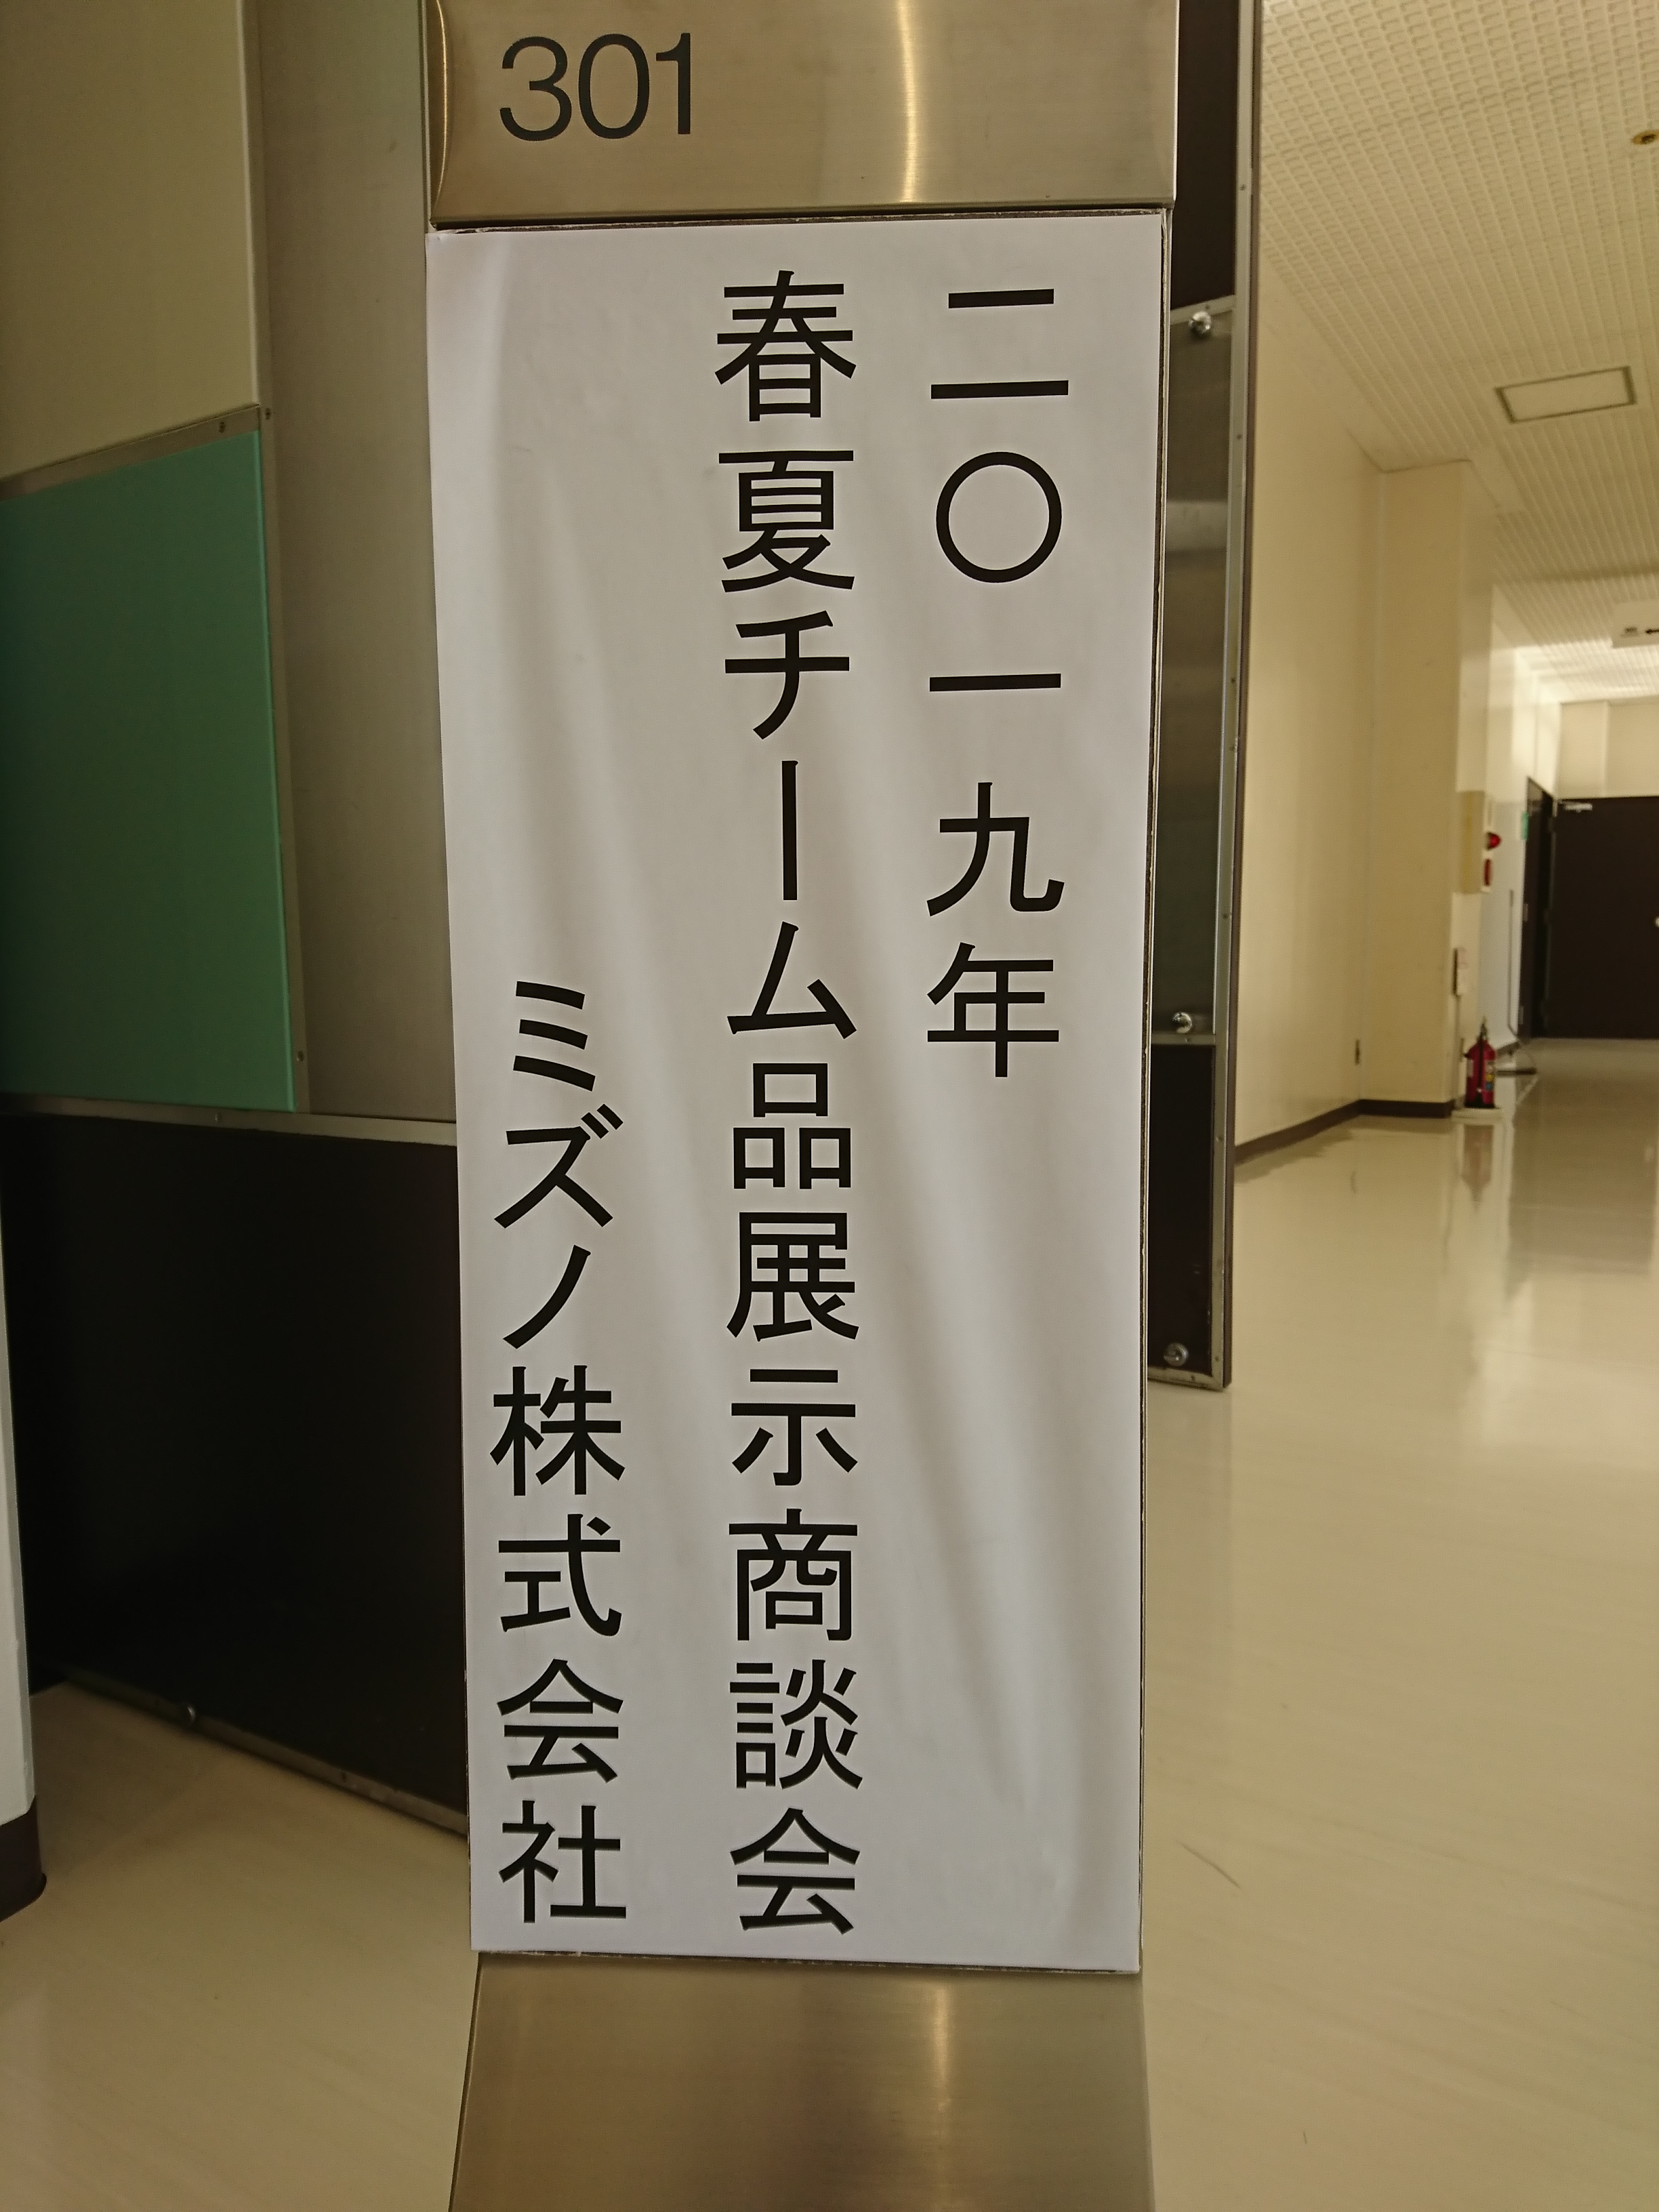 301
二〇一九年
春夏チーム品展示商談会
ミズノ株式会社